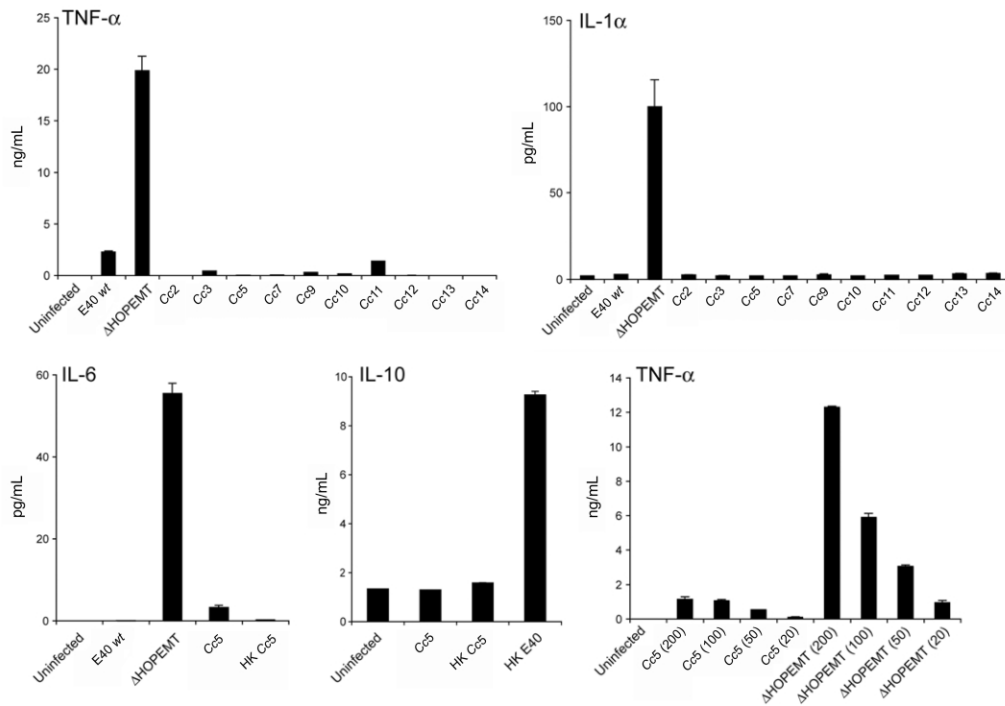 TNF-α
25
20
15
10
5
0
ng/mL
Uninfected
E40 wt
ΔHOPEMT
Cc2
Cc3
Cc5
Cc7
Cc9
Cc10
Cc11
Cc12
Cc13
Cc14
IL-1α
150
100
50
0
pg/mL
Uninfected
E40 wt
ΔHOPEMT
Cc2
Cc3
Cc5
Cc7
Cc9
Cc10
Cc11
Cc12
Cc13
Cc14
IL-6
60
40
20
0
pg/mL
Uninfected
E40 wt
ΔHOPEMT
Cc5
HK Cc5
IL-10
10
8
6
4
2
0
ng/mL
Uninfected
Cc5
HK Cc5
HK E40
TNF-α
14
12
10
8
6
4
2
0
ng/mL
Uninfected
Cc5 (200)
Cc5 (100)
Cc5 (50)
Cc5 (20)
ΔHOPEMT (200)
ΔHOPEMT (100)
ΔHOPEMT (50)
ΔHOPEMT (20)